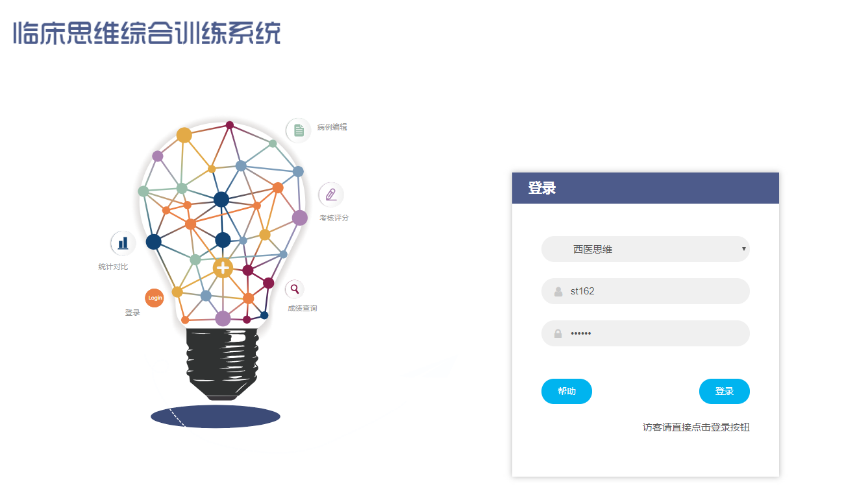 临床思维综合训练系统
病例编辑
登录
考核评分
西医思维
统计对比
st162
Login
登录
成绩查询
••••••
帮助
登录
访客请直接点击登录按钮